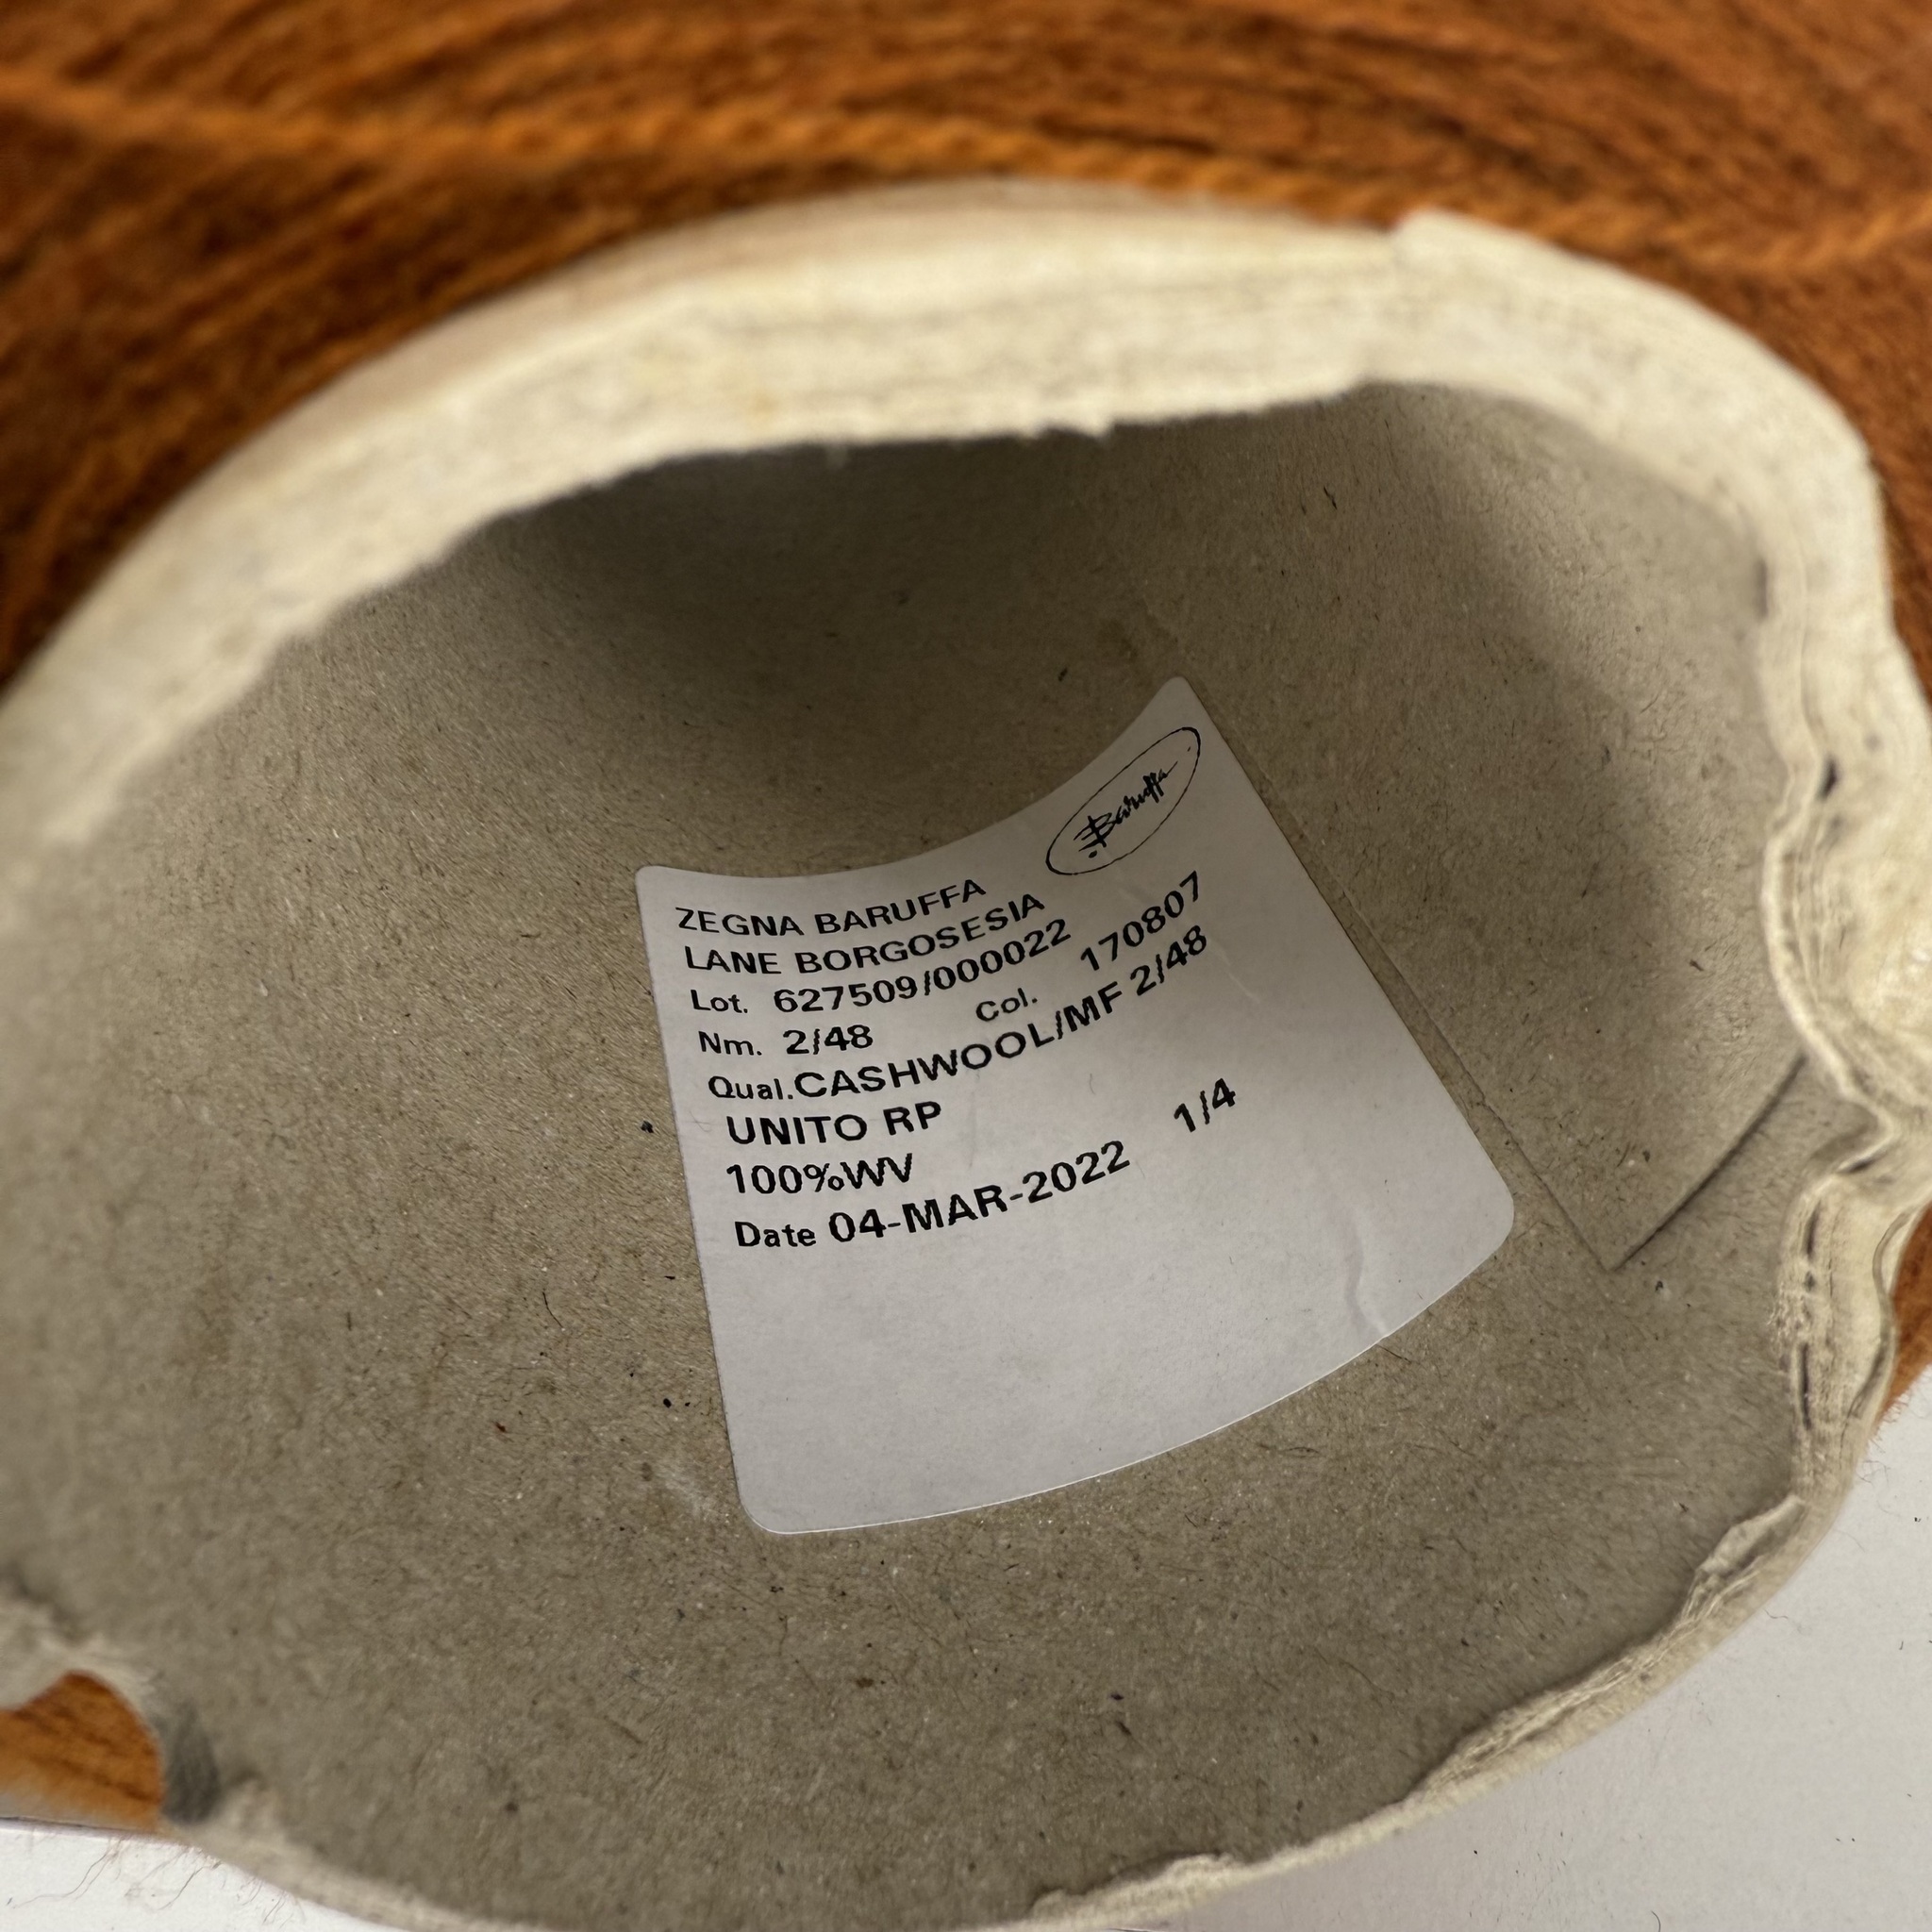 Baruffa
ZEGNA BARUFFA
LANE BORGOSESIA
Lot. 627509/000022
Nm. 2/48 Col. 170807
Qual.CASHWOOL/MF 2/48
UNITO RP
100%WV
Date 04-MAR-2022 1/4